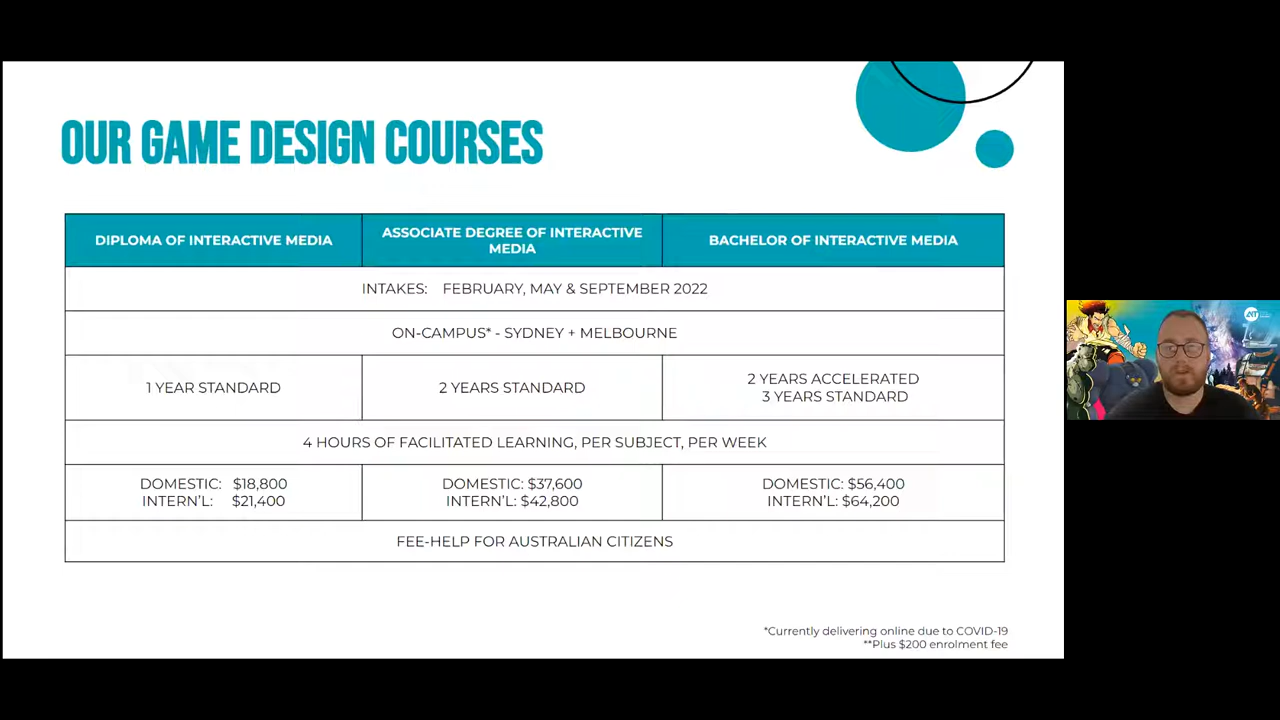 OUR GAME DESIGN COURSES
DIPLOMA OF INTERACTIVE MEDIA
ASSOCIATE DEGREE OF INTERACTIVE
MEDIA
BACHELOR OF INTERACTIVE MEDIA
INTAKES: FEBRUARY, MAY & SEPTEMBER 2022
ON-CAMPUS* - SYDNEY + MELBOURNE
1 YEAR STANDARD
2 YEARS STANDARD
2 YEARS ACCELERATED
3 YEARS STANDARD
4 HOURS OF FACILITATED LEARNING, PER SUBJECT, PER WEEK
DOMESTIC: $18,800
INTERN'L: $21,400
DOMESTIC: $37,600
INTERN'L: $42,800
DOMESTIC: $56,400
INTERN'L: $64,200
FEE-HELP FOR AUSTRALIAN CITIZENS
*Currently delivering online due to COVID-19
**Plus $200 enrolment fee
AIT